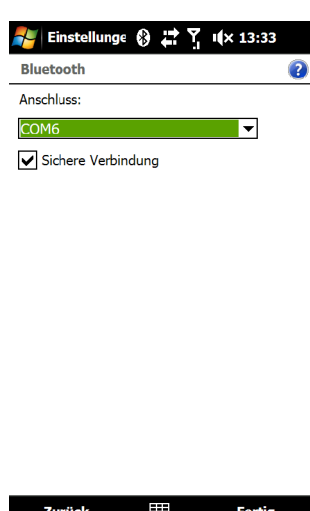 Einstellunge 13:33
Bluetooth ?
Anschluss:
COM6
Sichere Verbindung
Zurück Fertig